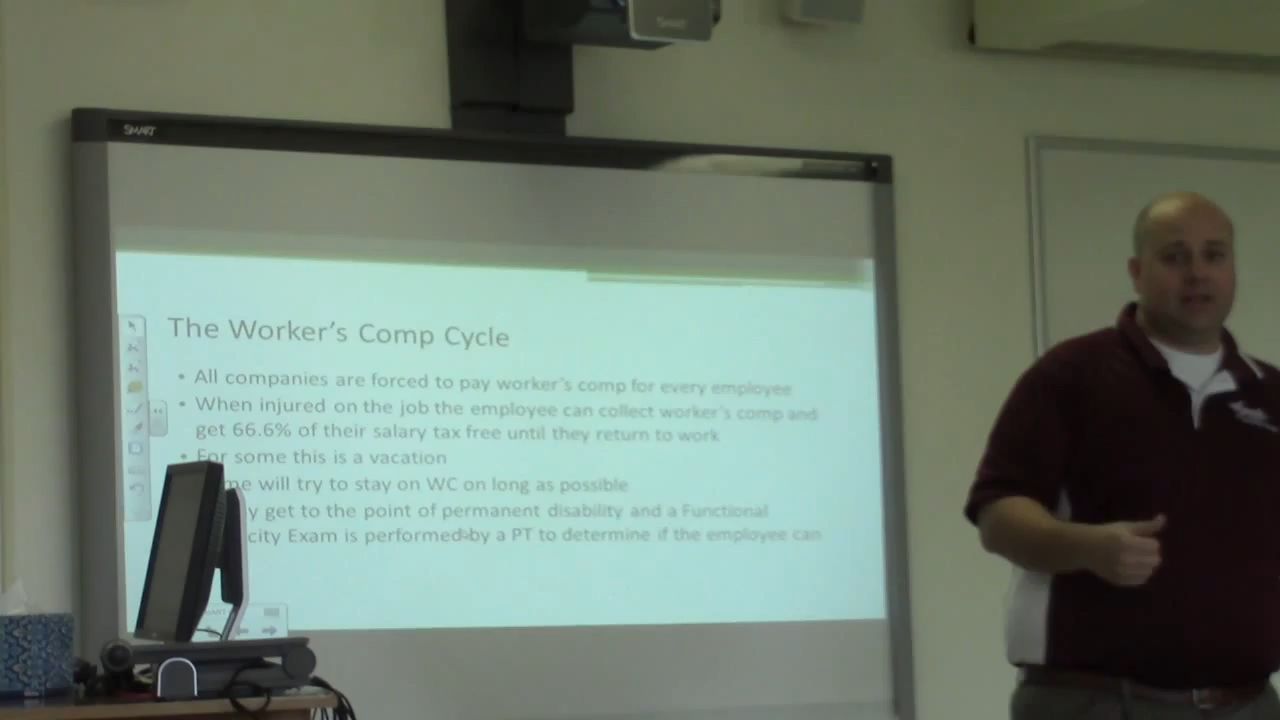 SMART
SMART
The Worker's Comp Cycle
• All companies are forced to pay worker's comp for every employee
• When injured on the job the employee can collect worker's comp and
get 66.6% of their salary tax free until they return to work
• For some this is a vacation
me will try to stay on WC on long as possible
y get to the point of permanent disability and a Functional
city Exam is performed by a PT to determine if the employee can